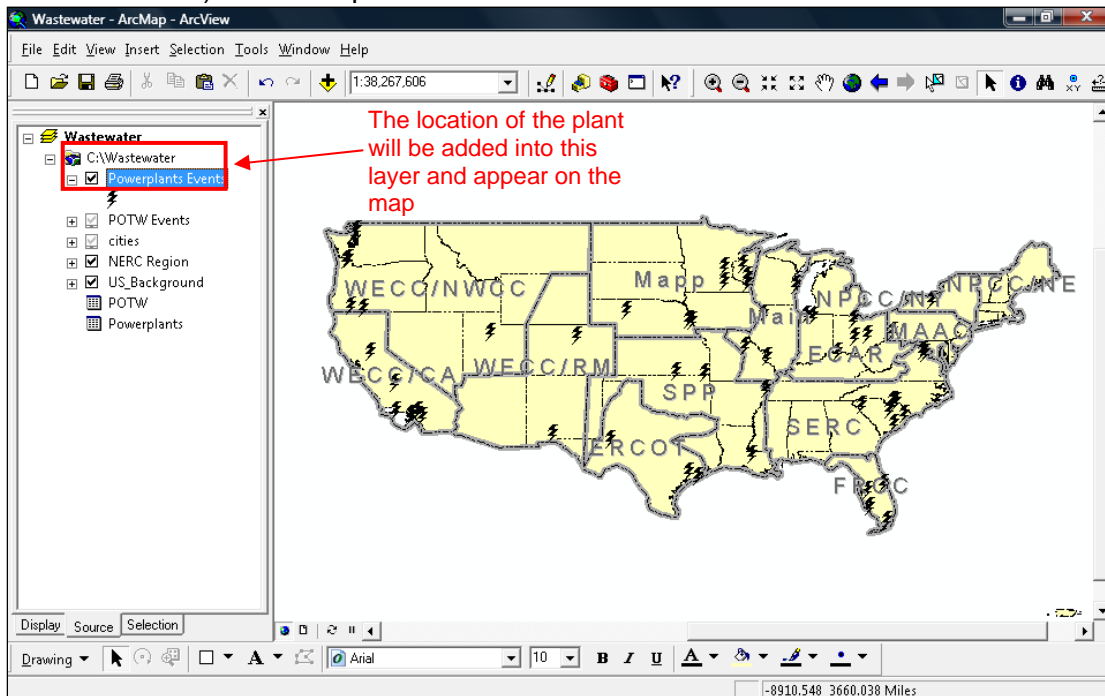 Wastewater - ArcMap - ArcView
File Edit View Insert Selection Tools Window Help
1:38,267,606
Wastewater
C:\Wastewater
Powerplants Events
POTW Events
cities
NERC Region
US_Background
POTW
Powerplants
The location of the plant
will be added into this
layer and appear on the
map
WECC/NWCC
Mapp
Main
NPCC/NY
NPCC/NE
MAAC
ECAR
WECC/CA
WECC/RM
SPP
SERC
ERCOT
FRCC
Display Source Selection
Drawing A Arial 10 B I U A
-8910.548 3660.038 Miles